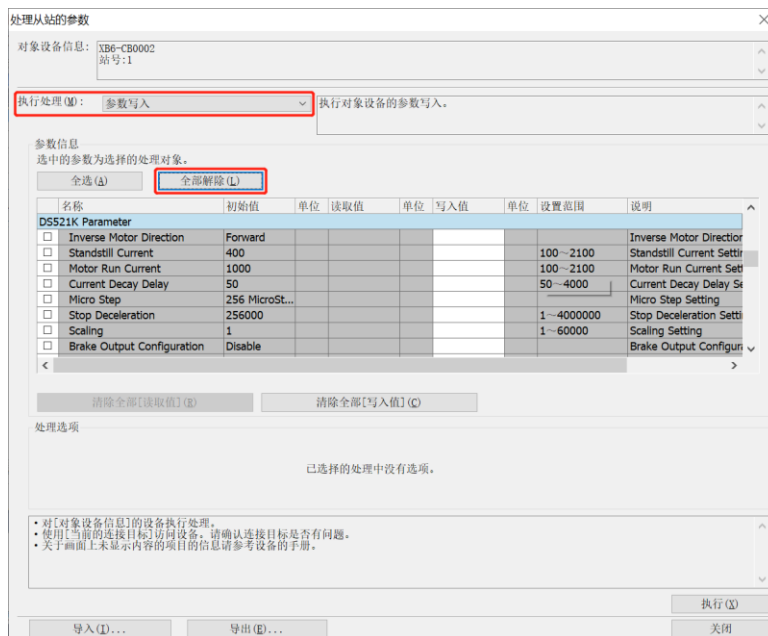 处理从站的参数
对象设备信息: XB6-CB0002
站号:1
执行处理(M): 参数写入 执行对象设备的参数写入。
参数信息
选中的参数为选择的处理对象。
全选(A) 全部解除(L)
名称 初始值 单位 读取值 单位 写入值 单位 设置范围 说明
DS521K Parameter
Inverse Motor Direction Forward Inverse Motor Direction
Standstill Current 400 100~2100 Standstill Current Settin
Motor Run Current 1000 100~2100 Motor Run Current Sett
Current Decay Delay 50 50~4000 Current Decay Delay Se
Micro Step 256 MicroSt... Micro Step Setting
Stop Deceleration 256000 1~4000000 Stop Deceleration Setti
Scaling 1 1~60000 Scaling Setting
Brake Output Configuration Disable Brake Output Configura
清除全部[读取值](R) 清除全部[写入值](C)
处理选项
已选择的处理中没有选项。
•对[对象设备信息]的设备执行处理。
•使用[当前的连接目标]访问设备。请确认连接目标是否有问题。
•关于画面上未显示内容的项目的信息请参考设备的手册。
执行(X)
导入(I)... 导出(E)... 关闭